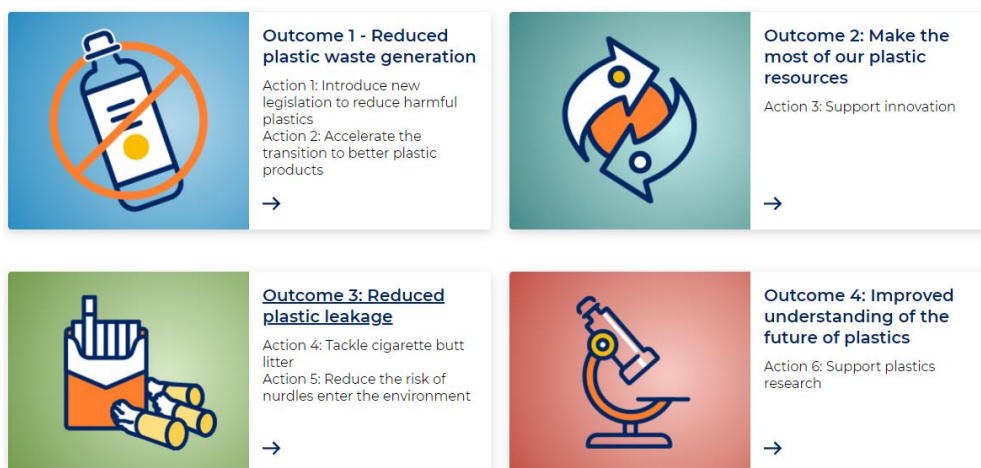 Outcome 1 - Reduced
plastic waste generation
Action 1: Introduce new
legislation to reduce harmful
plastics
Action 2: Accelerate the
transition to better plastic
products
Outcome 2: Make the
most of our plastic
resources
Action 3: Support innovation
Outcome 3: Reduced
plastic leakage
Action 4: Tackle cigarette butt
litter
Action 5: Reduce the risk of
nurdles enter the environment
Outcome 4: Improved
understanding of the
future of plastics
Action 6: Support plastics
research